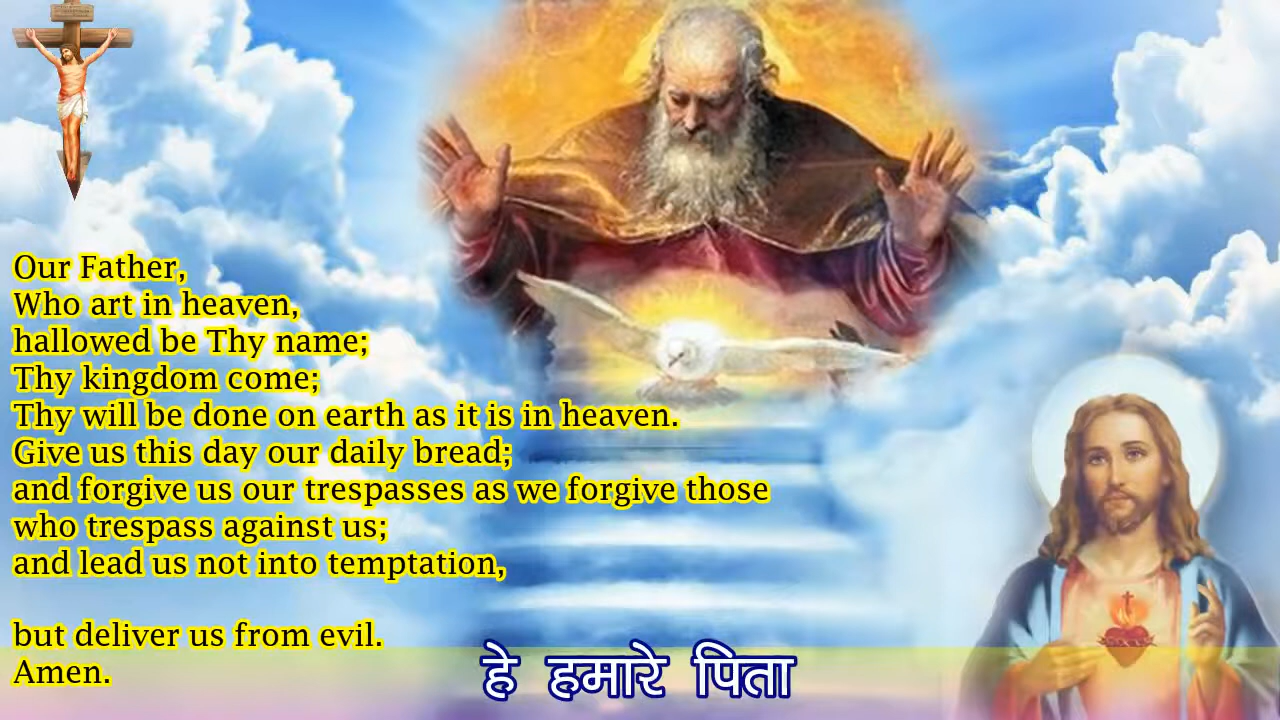 Our Father,
Who art in heaven,
hallowed be Thy name;
Thy kingdom come;
Thy will be done on earth as it is in heaven.
Give us this day our daily bread;
and forgive us our trespasses as we forgive those
who trespass against us;
and lead us not into temptation,
but deliver us from evil.
Amen.
हे हमारे पिता